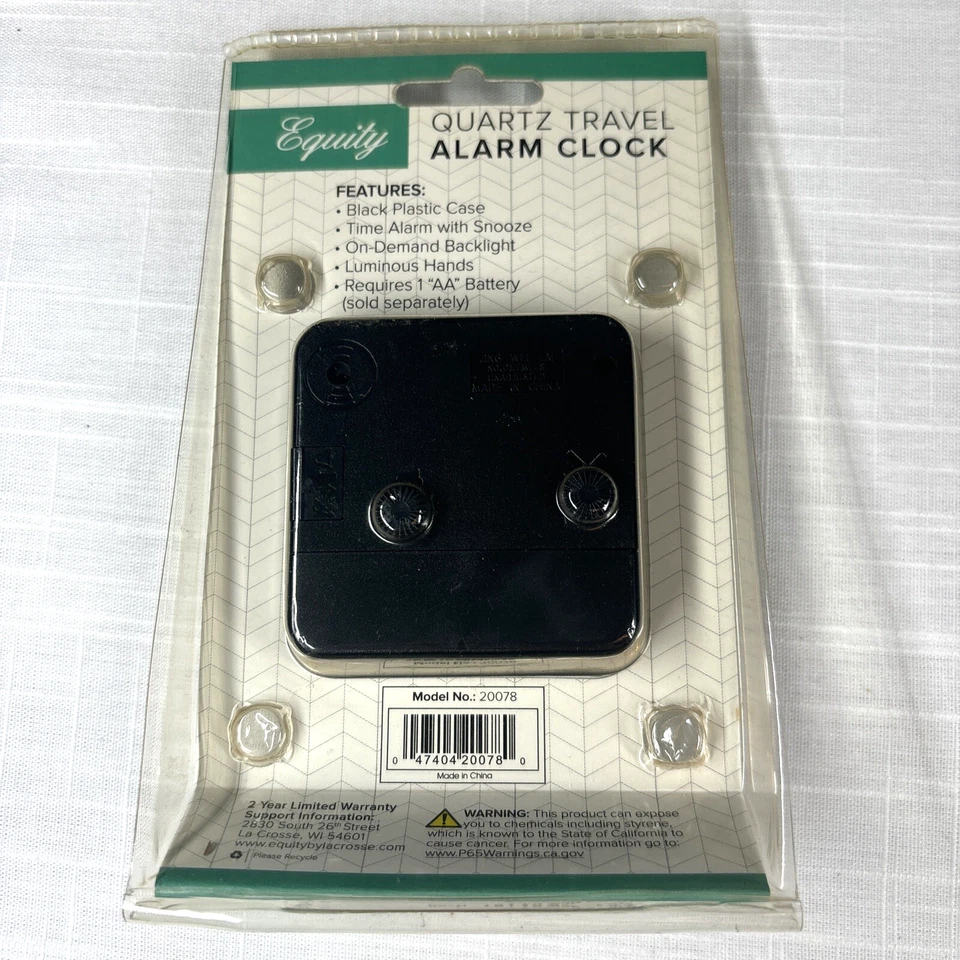 Equity
QUARTZ TRAVEL
ALARM CLOCK
FEATURES:
• Black Plastic Case
• Time Alarm with Snooze
• On-Demand Backlight
• Luminous Hands
• Requires 1 "AA" Battery
(sold separately)
MADE IN CHINA
Model No.: 20078
0 47404 20078 0
Made in China
2 Year Limited Warranty
Support Information:
2830 South 26th Street
La Crosse, WI 54601
www.equitybylacrosse.com
Please Recycle
WARNING: This product can expose
you to chemicals including styrene,
which is known to the State of California to
cause cancer. For more information go to:
www.P65Warnings.ca.gov